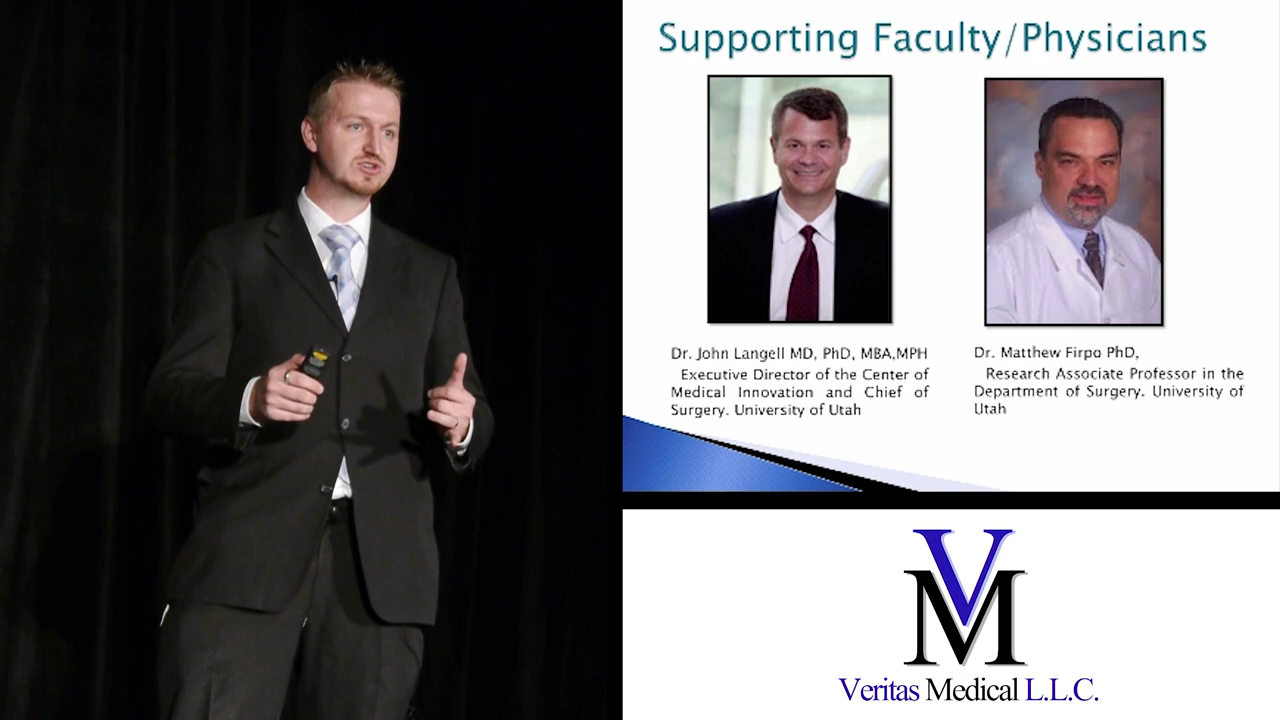 Supporting Faculty/Physicians
Dr. John Langell MD, PhD, MBA,MPH
Executive Director of the Center of
Medical Innovation and Chief of
Surgery. University of Utah
Dr. Matthew Firpo PhD,
Research Associate Professor in the
Department of Surgery. University of
Utah
VM
Veritas Medical L.L.C.